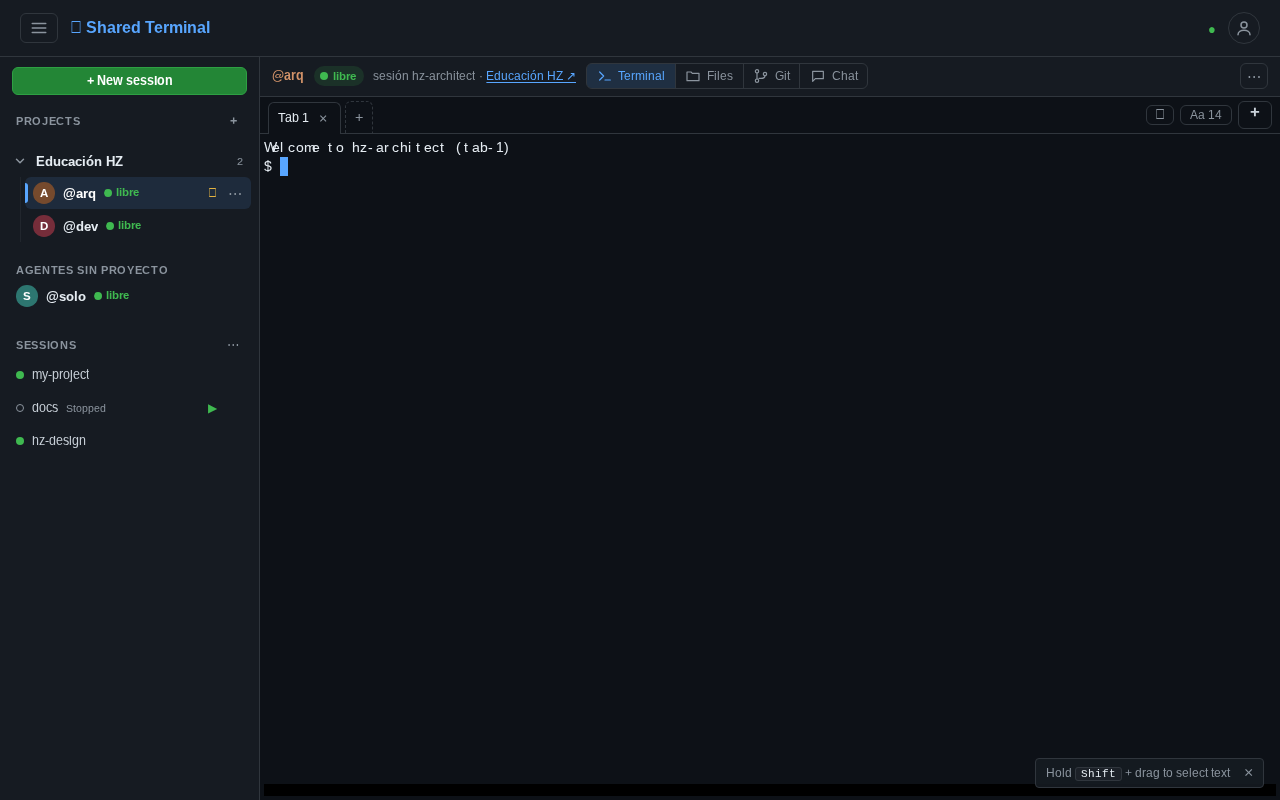 Shared Terminal
+ New session
PROJECTS +
Educación HZ 2
A @arq libre ...
D @dev libre
AGENTES SIN PROYECTO
S @solo libre
SESSIONS ...
my-project
docs Stopped
hz-design
@arq libre sesión hz-architect · Educación HZ ↗ Terminal Files Git Chat ...
Tab 1 × + Aa 14 +
Welcome to hz-architect (tab-1)
$
Hold Shift + drag to select text ×